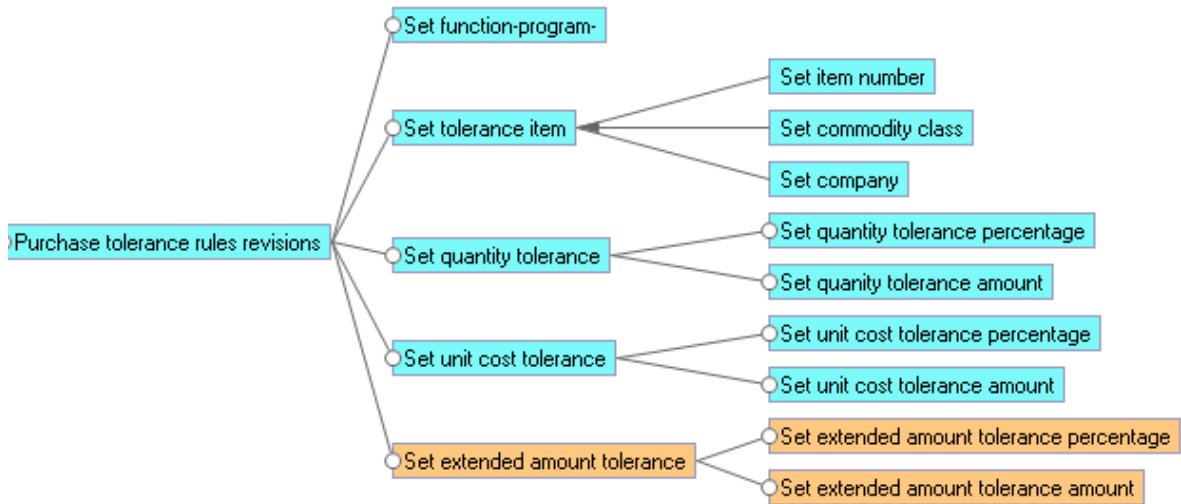 Set function-program-
Set item number
Set tolerance item
Set commodity class
Set company
Purchase tolerance rules revisions
Set quantity tolerance percentage
Set quantity tolerance
Set quanity tolerance amount
Set unit cost tolerance percentage
Set unit cost tolerance
Set unit cost tolerance amount
Set extended amount tolerance percentage
Set extended amount tolerance
Set extended amount tolerance amount